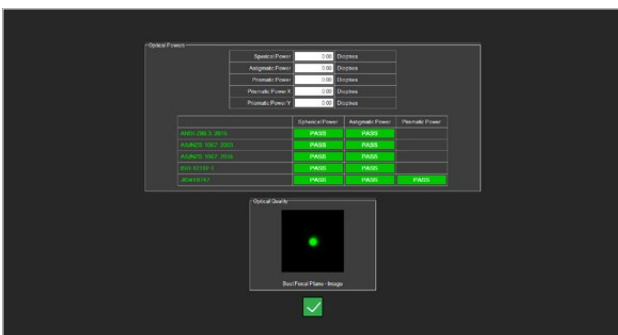 Optical Powers
Spherical Power 0.00 Dioptres
Astigmatic Power 0.00 Dioptres
Prismatic Power 0.00 Dioptres
Prismatic Power X 0.00 Dioptres
Prismatic Power Y 0.00 Dioptres
Spherical Power Astigmatic Power Prismatic Power
PASS PASS
PASS PASS
PASS PASS
PASS PASS
PASS PASS PASS
Optical Quality
Best Focal Plane - Image